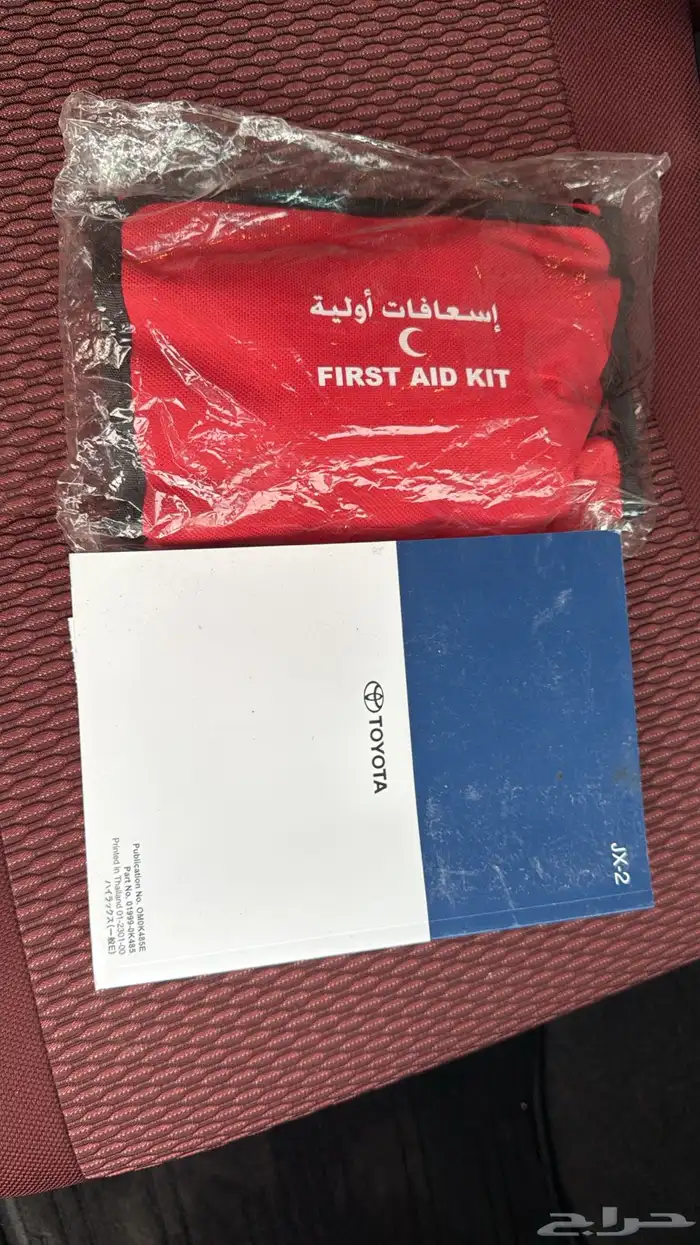 إسعافات أولية
FIRST AID KIT
TOYOTA
JX-2
Publication No. OM0K485E
Part No. 01999-0K485
Printed in Thailand 01-2301-00
ハイラックス(一般E)
حراج